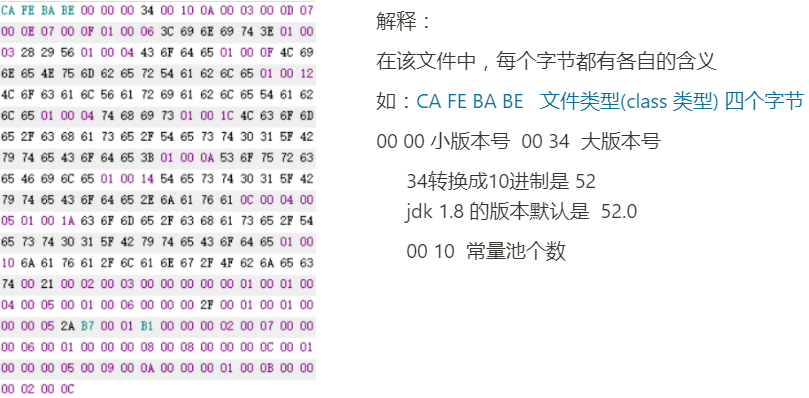 CA FE BA BE 00 00 00 34 00 10 0A 00 03 00 0D 07
00 0E 07 00 0F 01 00 06 3C 69 6E 69 74 3E 01 00
03 28 29 56 01 00 04 43 6F 64 65 01 00 0F 4C 69
6E 65 4E 75 6D 62 65 72 54 61 62 6C 65 01 00 12
4C 6F 63 61 6C 56 61 72 69 61 62 6C 65 54 61 62
6C 65 01 00 04 74 68 69 73 01 00 1C 4C 63 6F 6D
65 2F 63 68 61 73 65 2F 54 65 73 74 30 31 5F 42
79 74 65 43 6F 64 65 3B 01 00 0A 53 6F 75 72 63
65 46 69 6C 65 01 00 14 54 65 73 74 30 31 5F 42
79 74 65 43 6F 64 65 2E 6A 61 76 61 0C 00 04 00
05 01 00 1A 63 6F 6D 65 2F 63 68 61 73 65 2F 54
65 73 74 30 31 5F 42 79 74 65 43 6F 64 65 01 00
10 6A 61 76 61 2F 6C 61 6E 67 2F 4F 62 6A 65 63
74 00 21 00 02 00 03 00 00 00 00 00 01 00 01 00
04 00 05 00 01 00 06 00 00 00 2F 00 01 00 01 00
00 00 05 2A B7 00 01 B1 00 00 00 02 00 07 00 00
00 06 00 01 00 00 00 08 00 08 00 00 00 0C 00 01
00 00 00 05 00 09 00 0A 00 00 00 01 00 0B 00 00
00 02 00 0C
解释：
在该文件中，每个字节都有各自的含义
如：CA FE BA BE 文件类型(class 类型) 四个字节
00 00 小版本号 00 34 大版本号
34转换成10进制是 52
jdk 1.8 的版本默认是 52.0
00 10 常量池个数